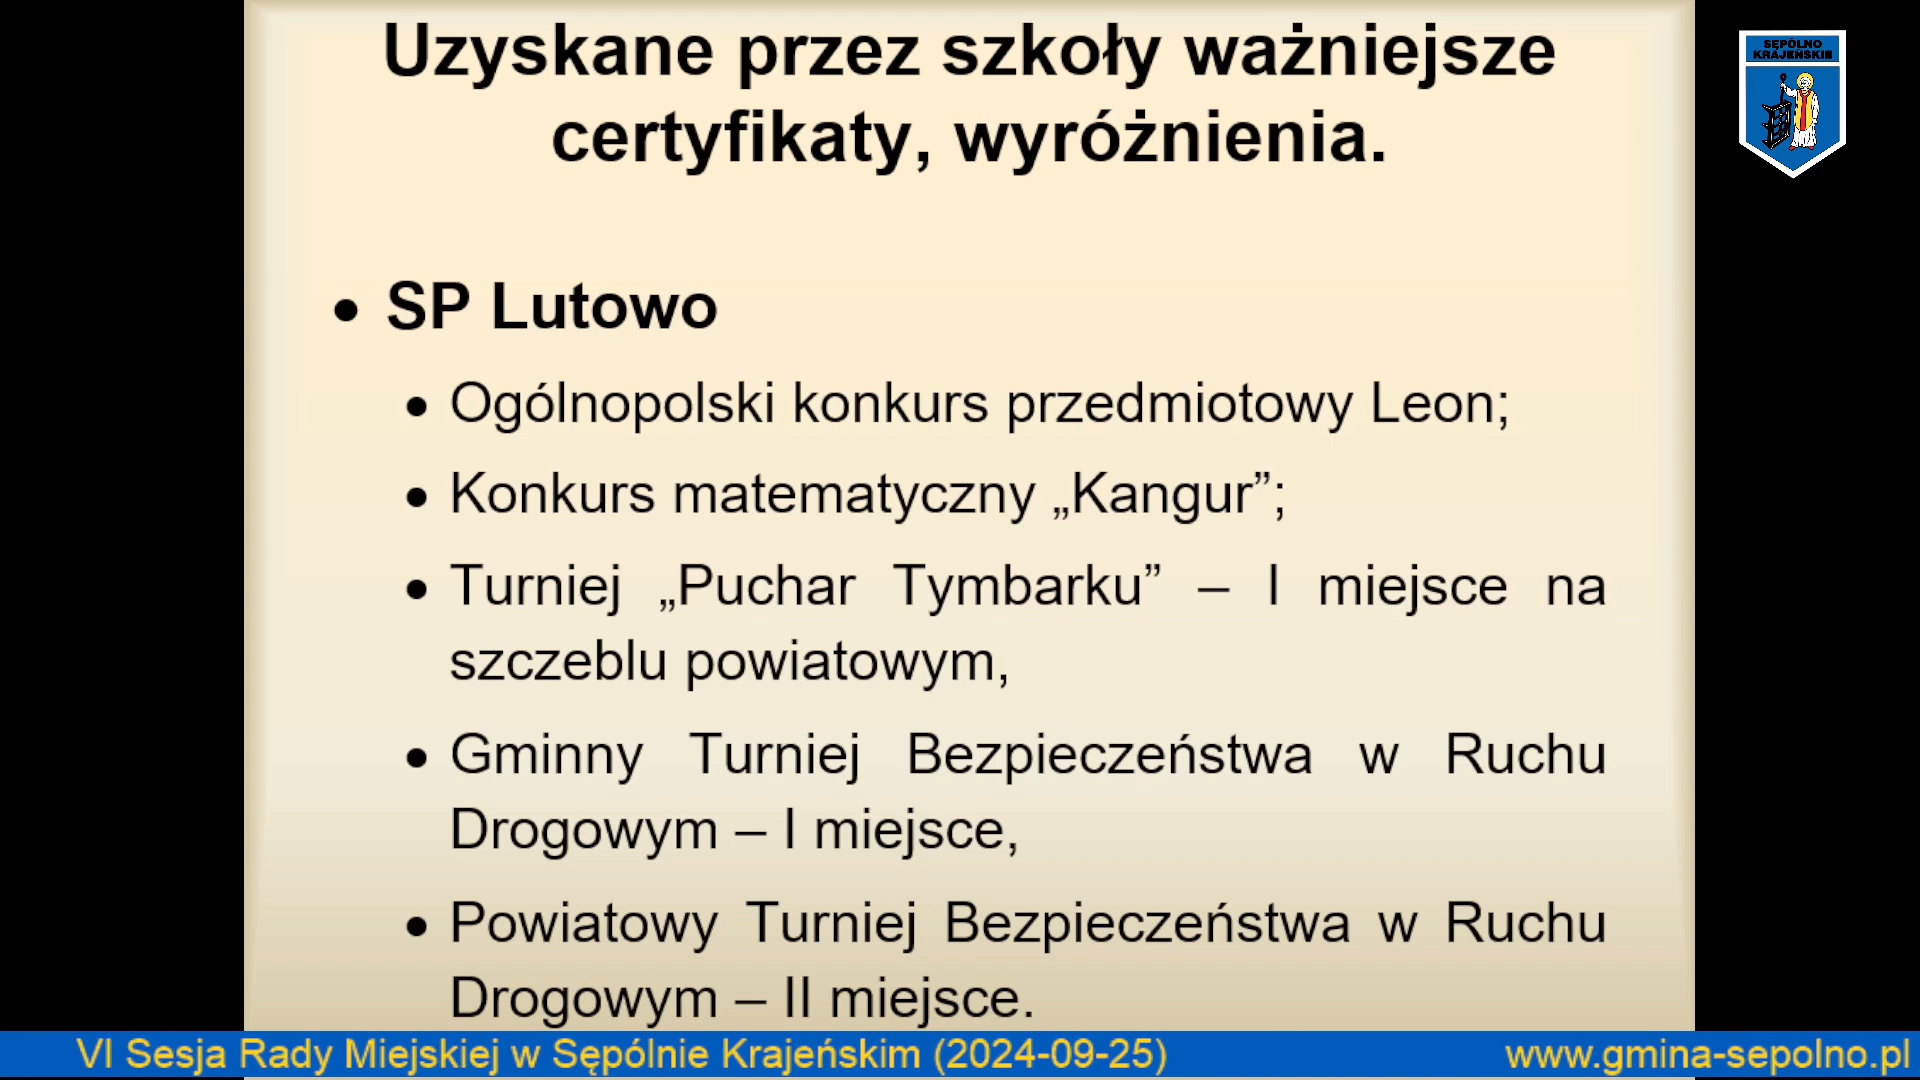 Uzyskane przez szkoły ważniejsze
certyfikaty, wyróżnienia.
SĘPÓLNO
KRAJEŃSKIE
• SP Lutowo
• Ogólnopolski konkurs przedmiotowy Leon;
• Konkurs matematyczny „Kangur”;
• Turniej „Puchar Tymbarku” – I miejsce na
szczeblu powiatowym,
• Gminny Turniej Bezpieczeństwa w Ruchu
Drogowym – I miejsce,
• Powiatowy Turniej Bezpieczeństwa w Ruchu
Drogowym – II miejsce.
VI Sesja Rady Miejskiej w Sępólnie Krajeńskim (2024-09-25)
www.gmina-sepolno.pl